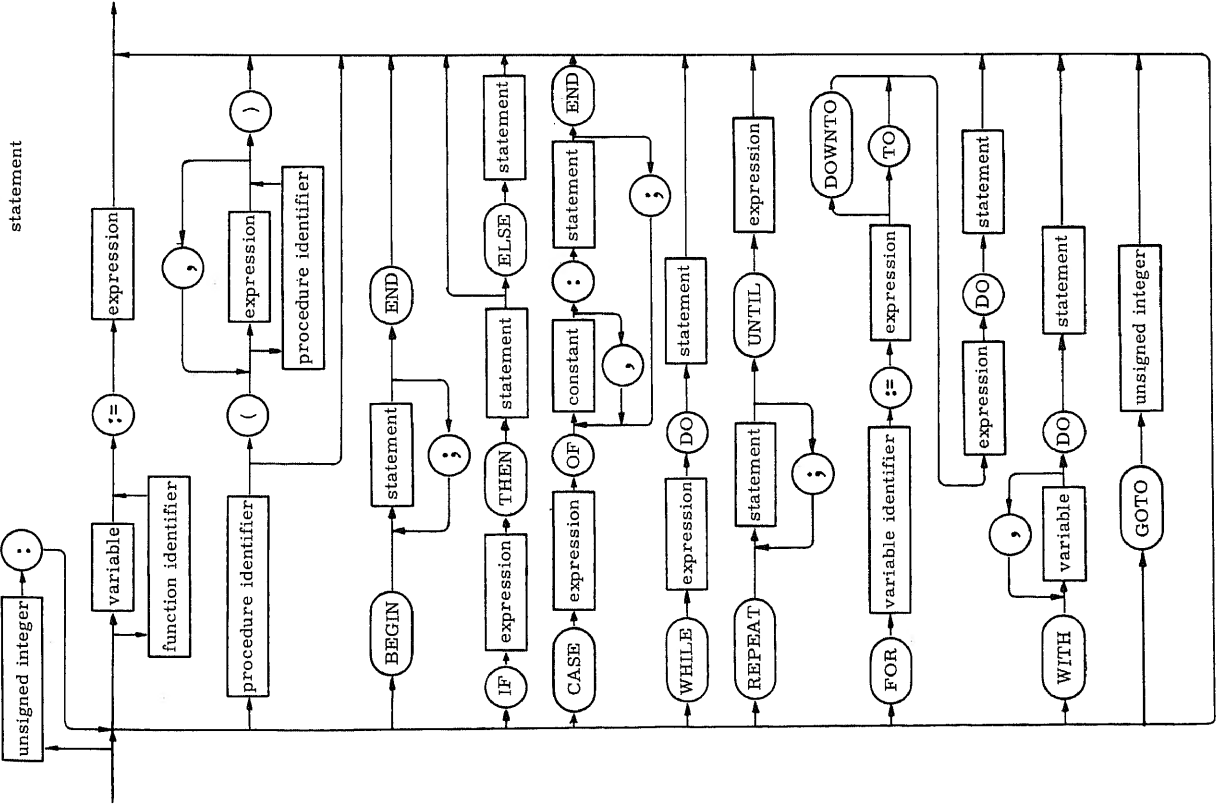 statement
unsigned integer :
variable := expression
function identifier
procedure identifier ( expression )
,
procedure identifier
BEGIN statement END
;
IF expression THEN statement ELSE statement
CASE expression OF constant : statement END
,
;
WHILE expression DO statement
REPEAT statement UNTIL expression
;
FOR variable identifier := expression TO
DOWNTO
expression DO statement
WITH variable DO statement
,
GOTO unsigned integer